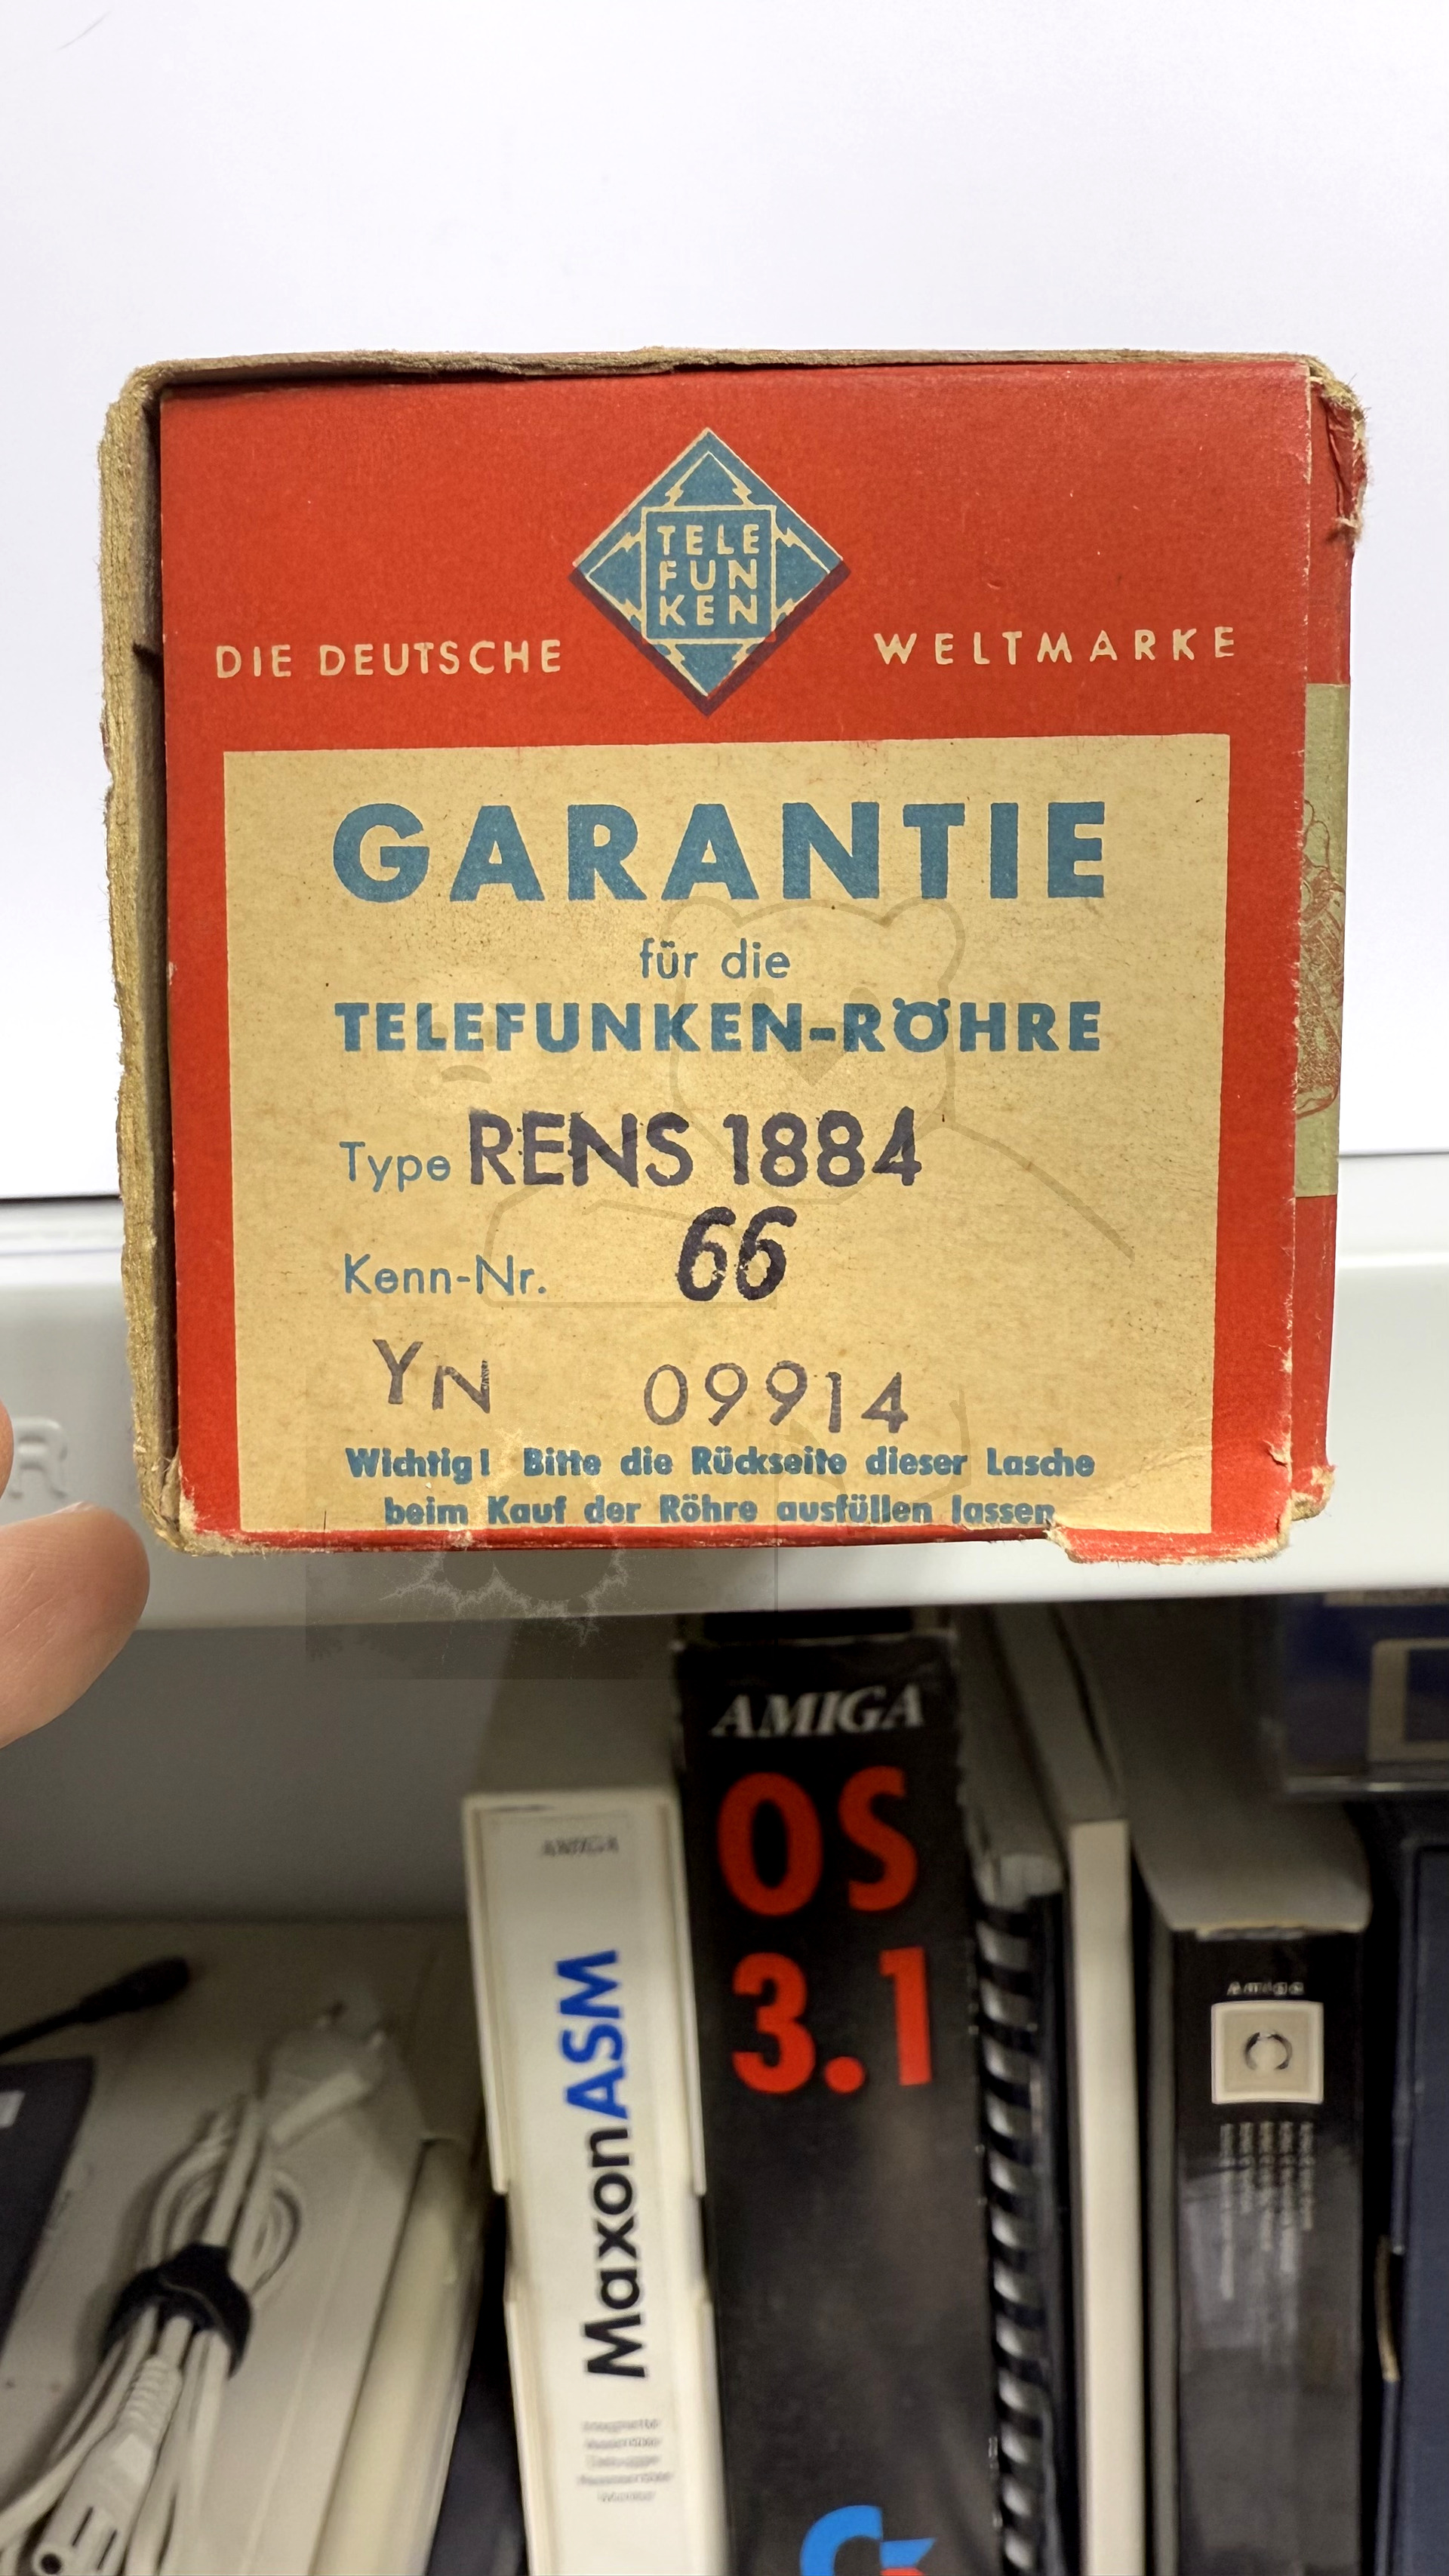 TELE
FUN
KEN
DIE DEUTSCHE WELTMARKE
GARANTIE
für die
TELEFUNKEN-RÖHRE
Type RENS 1884
Kenn-Nr. 66
YN 09914
Wichtig! Bitte die Rückseite dieser Lasche
beim Kauf der Röhre ausfüllen lassen
R
AMIGA
OS
3.1
AMIGA
MaxonASM
Amiga